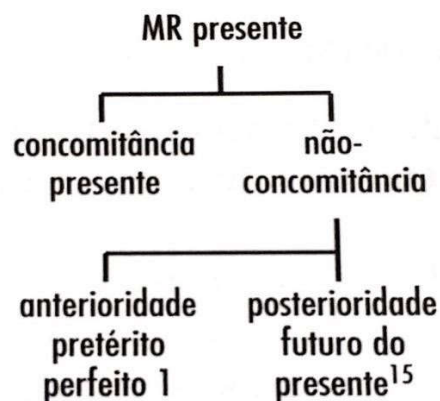 MR presente
concomitância
presente
não-
concomitância
anterioridade
pretérito
perfeito 1
posterioridade
futuro do
presente15